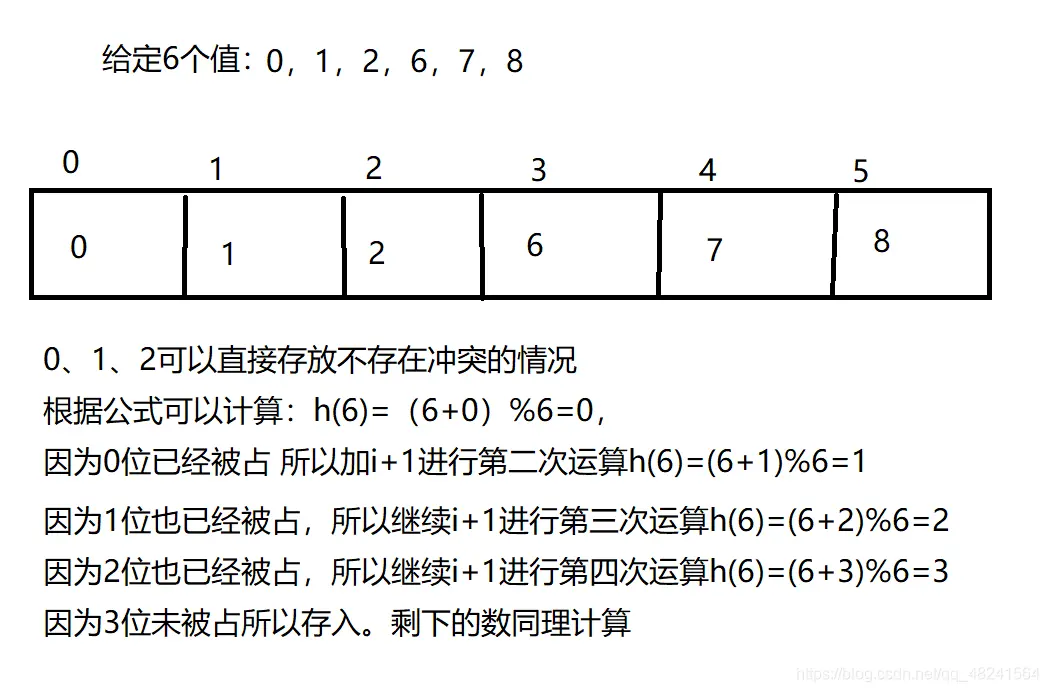 给定6个值：0，1，2，6，7，8
0 1 2 3 4 5
0 1 2 6 7 8
0、1、2可以直接存放不存在冲突的情况
根据公式可以计算：h(6)=（6+0）%6=0，
因为0位已经被占 所以加i+1进行第二次运算h(6)=(6+1)%6=1
因为1位也已经被占，所以继续i+1进行第三次运算h(6)=(6+2)%6=2
因为2位也已经被占，所以继续i+1进行第四次运算h(6)=(6+3)%6=3
因为3位未被占所以存入。剩下的数同理计算
https://blog.csdn.net/qq_48241564